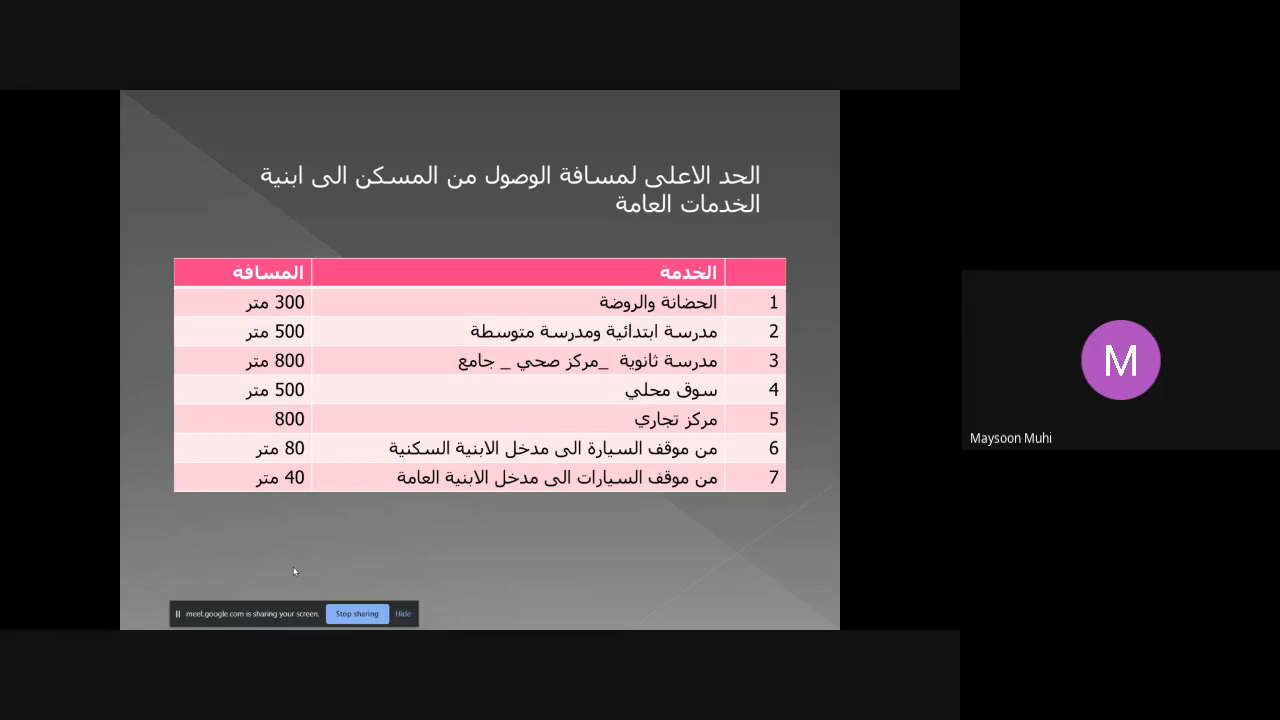 الحد الاعلى لمسافة الوصول من المسكن الى ابنية
الخدمات العامة
الخدمة المسافة
1 الحضانة والروضة 300 متر
2 مدرسة ابتدائية ومدرسة متوسطة 500 متر
3 مدرسة ثانوية _مركز صحي _ جامع 800 متر
4 سوق محلي 500 متر
5 مركز تجاري 800
6 من موقف السيارة الى مدخل الابنية السكنية 80 متر
7 من موقف السيارات الى مدخل الابنية العامة 40 متر
meet.google.com is sharing your screen. Stop sharing Hide
M
Maysoon Muhi